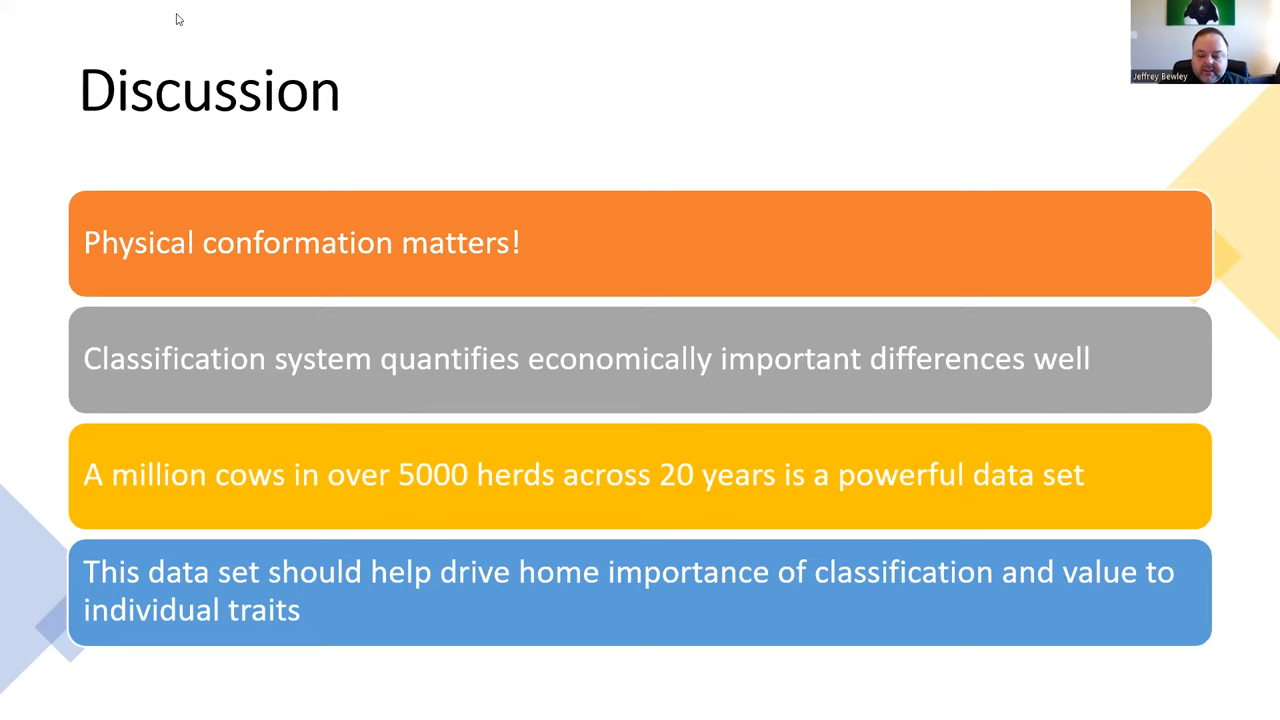 Jeffrey Bewley
Discussion
Physical conformation matters!
Classification system quantifies economically important differences well
A million cows in over 5000 herds across 20 years is a powerful data set
This data set should help drive home importance of classification and value to
individual traits